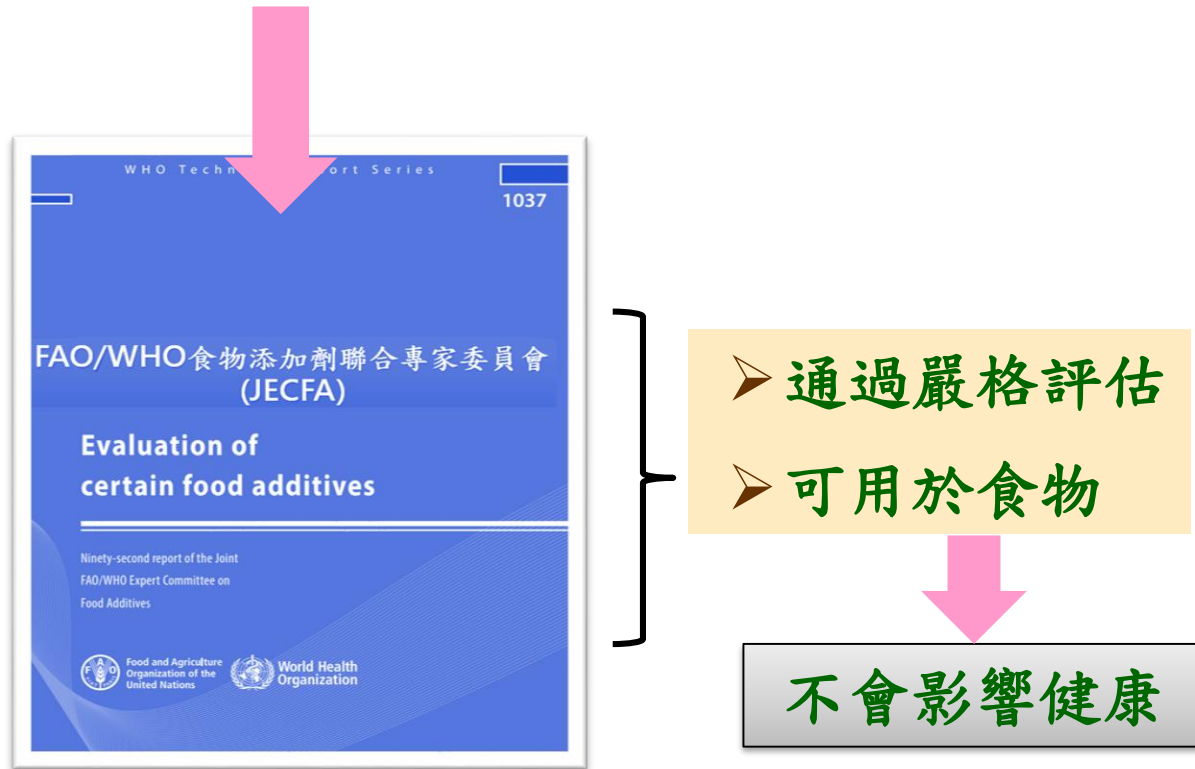 WHO Techn ort Series
1037
FAO/WHO食物添加劑聯合專家委員會
(JECFA)
Evaluation of
certain food additives
Ninety-second report of the Joint
FAO/WHO Expert Committee on
Food Additives
Food and Agriculture
Organization of the
United Nations
World Health
Organization
通過嚴格評估
可用於食物
不會影響健康